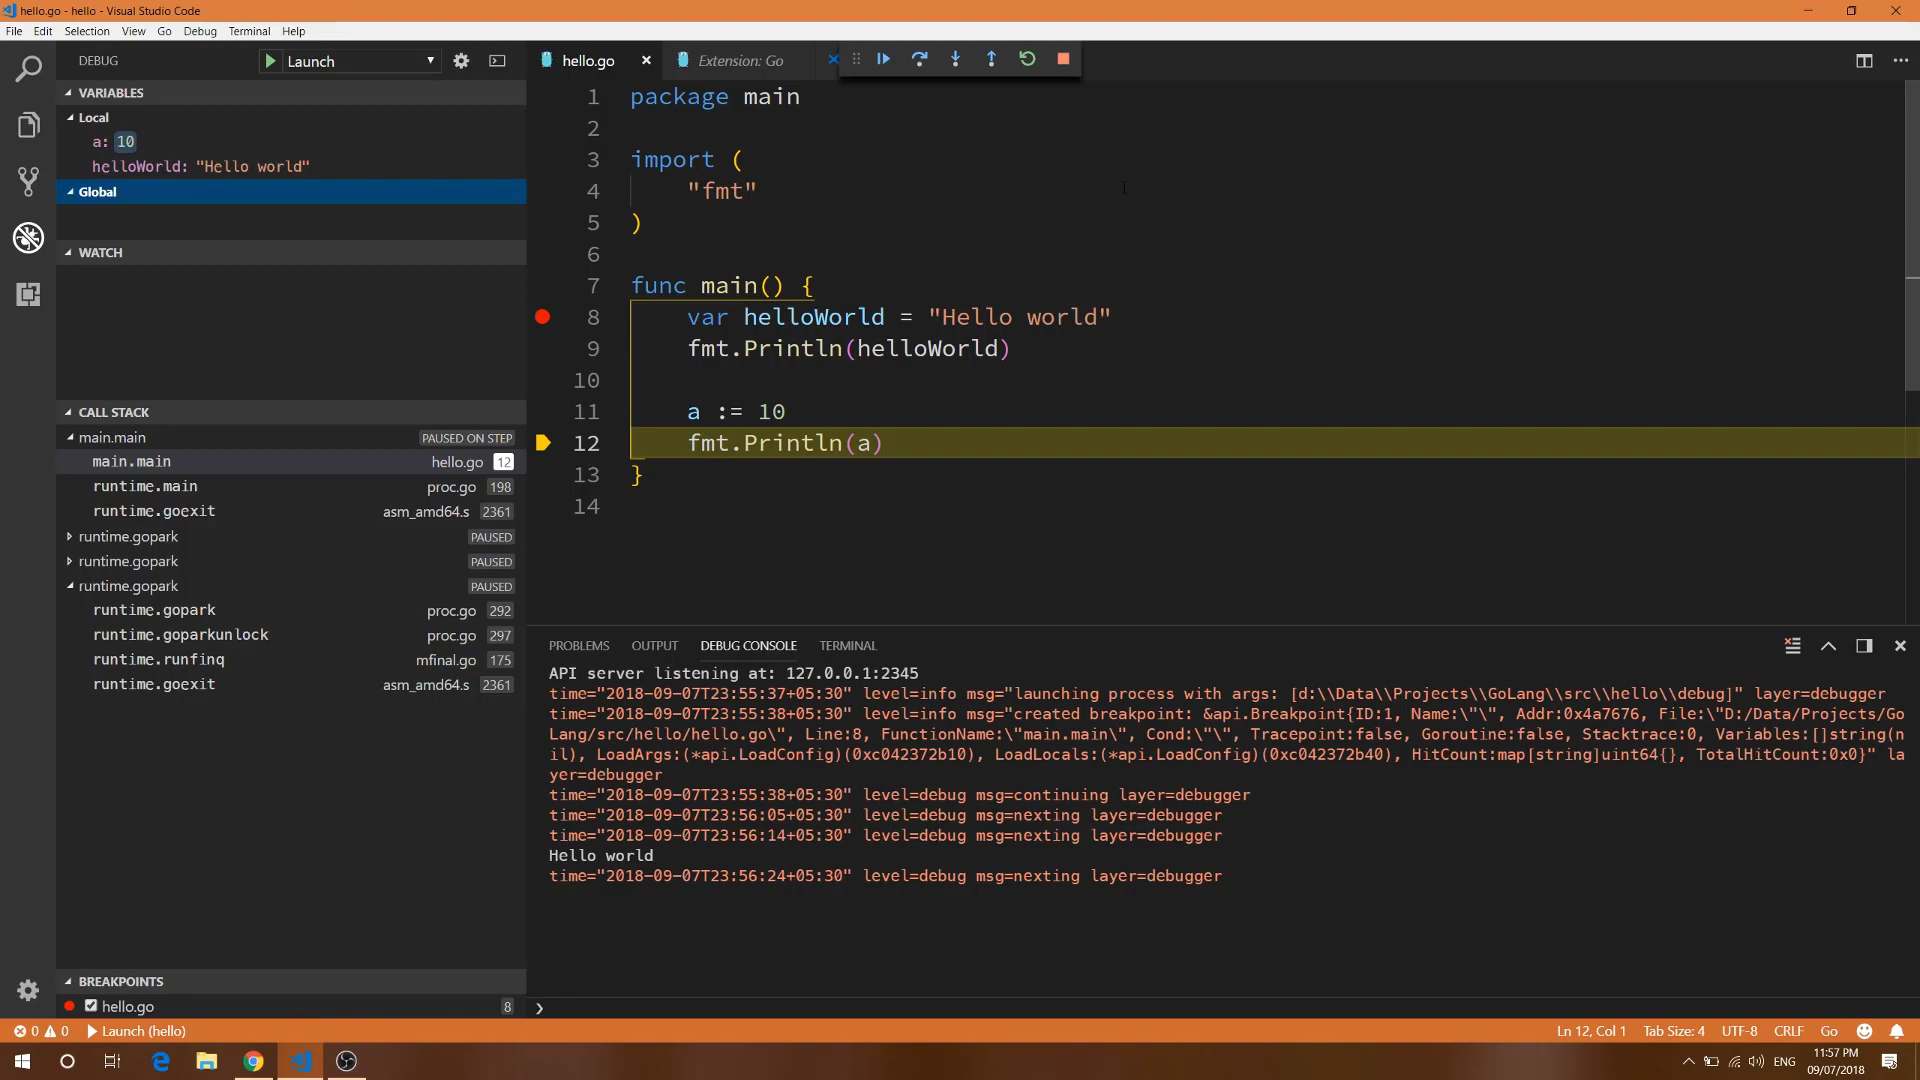 hello.go - hello - Visual Studio Code
File Edit Selection View Go Debug Terminal Help
DEBUG Launch
hello.go Extension: Go
VARIABLES
Local
a: 10
helloWorld: "Hello world"
Global
WATCH
CALL STACK
main.main PAUSED ON STEP
main.main hello.go 12
runtime.main proc.go 198
runtime.goexit asm_amd64.s 2361
runtime.gopark PAUSED
runtime.gopark PAUSED
runtime.gopark PAUSED
runtime.gopark proc.go 292
runtime.goparkunlock proc.go 297
runtime.runfinq mfinal.go 175
runtime.goexit asm_amd64.s 2361
BREAKPOINTS
hello.go 8
1 package main
2
3 import (
4 "fmt"
5 )
6
7 func main() {
8 var helloWorld = "Hello world"
9 fmt.Println(helloWorld)
10
11 a := 10
12 fmt.Println(a)
13 }
14
PROBLEMS OUTPUT DEBUG CONSOLE TERMINAL
API server listening at: 127.0.0.1:2345
time="2018-09-07T23:55:37+05:30" level=info msg="launching process with args: [d:\\Data\\Projects\\GoLang\\src\\hello\\debug]" layer=debugger
time="2018-09-07T23:55:38+05:30" level=info msg="created breakpoint: &api.Breakpoint{ID:1, Name:\"\", Addr:0x4a7676, File:\"D:/Data/Projects/Go
Lang/src/hello/hello.go\", Line:8, FunctionName:\"main.main\", Cond:\"\", Tracepoint:false, Goroutine:false, Stacktrace:0, Variables:[]string(n
il), LoadArgs:(*api.LoadConfig)(0xc042372b10), LoadLocals:(*api.LoadConfig)(0xc042372b40), HitCount:map[string]uint64{}, TotalHitCount:0x0}" la
yer=debugger
time="2018-09-07T23:55:38+05:30" level=debug msg=continuing layer=debugger
time="2018-09-07T23:56:05+05:30" level=debug msg=nexting layer=debugger
time="2018-09-07T23:56:14+05:30" level=debug msg=nexting layer=debugger
Hello world
time="2018-09-07T23:56:24+05:30" level=debug msg=nexting layer=debugger
0 0 Launch (hello) Ln 12, Col 1 Tab Size: 4 UTF-8 CRLF Go
ENG
11:57 PM
09/07/2018